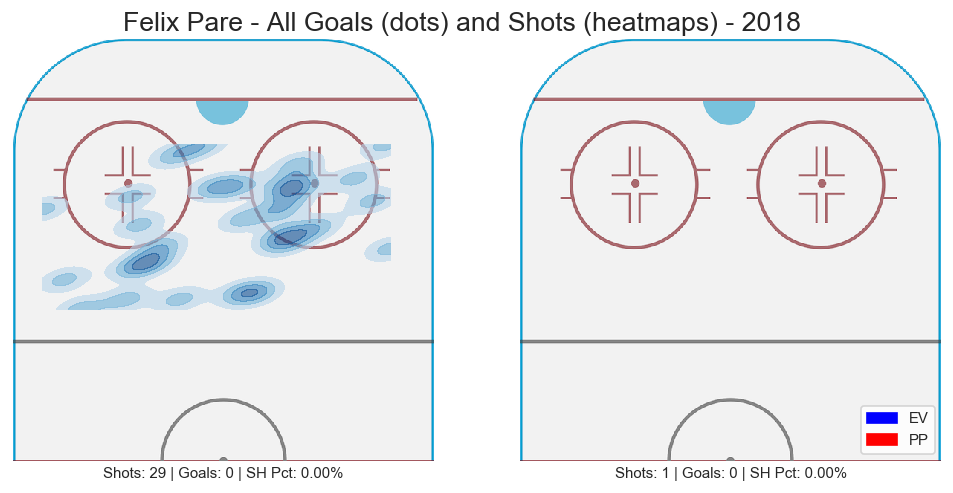 Felix Pare - All Goals (dots) and Shots (heatmaps) - 2018
EV
PP
Shots: 29 | Goals: 0 | SH Pct: 0.00%
Shots: 1 | Goals: 0 | SH Pct: 0.00%